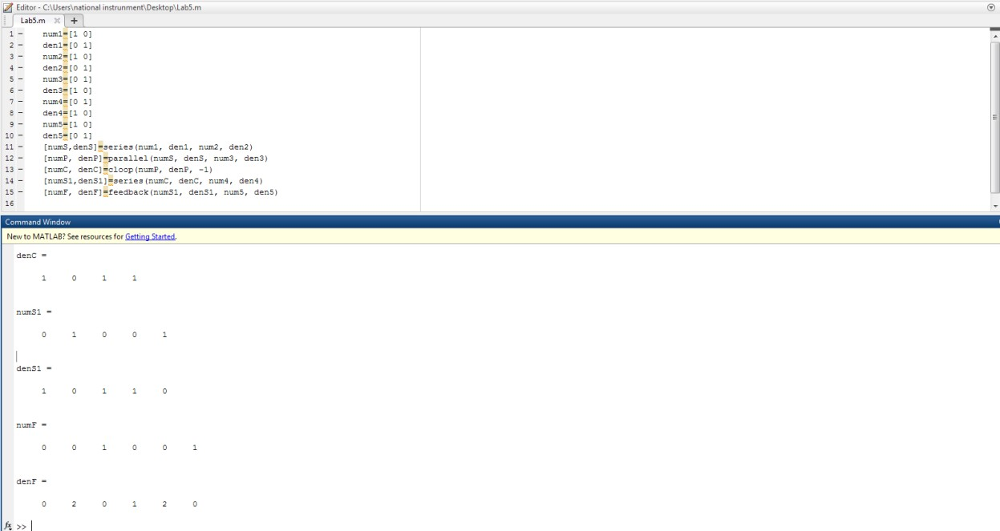 Editor - C:\Users\national instrunment\Desktop\Lab5.m
Lab5.m × +
1 - num1=[1 0]
2 - den1=[0 1]
3 - num2=[1 0]
4 - den2=[0 1]
5 - num3=[0 1]
6 - den3=[1 0]
7 - num4=[0 1]
8 - den4=[1 0]
9 - num5=[1 0]
10 - den5=[0 1]
11 - [numS,denS]=series(num1, den1, num2, den2)
12 - [numP, denP]=parallel(numS, denS, num3, den3)
13 - [numC, denC]=cloop(numP, denP, -1)
14 - [numS1,denS1]=series(numC, denC, num4, den4)
15 - [numF, denF]=feedback(numS1, denS1, num5, den5)
16
Command Window
New to MATLAB? See resources for Getting Started.
denC =
1 0 1 1
numS1 =
0 1 0 0 1
denS1 =
1 0 1 1 0
numF =
0 0 1 0 0 1
denF =
0 2 0 1 2 0
fx >>